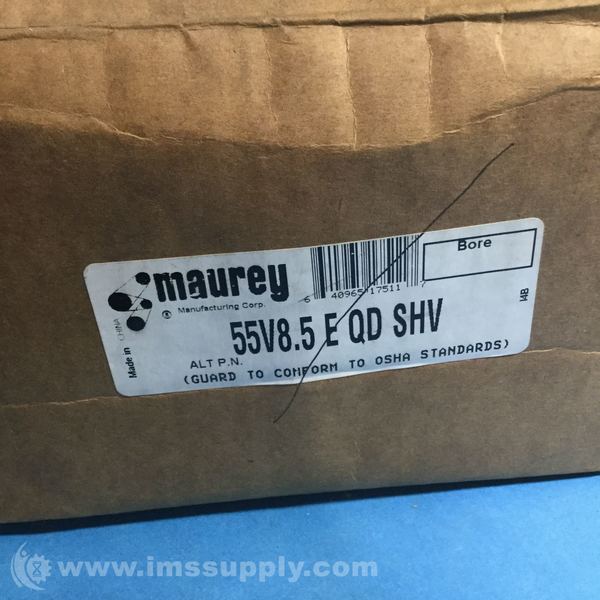 maurey
Manufacturing Corp.
6 40965 17511 7
Bore
55V8.5 E QD SHV
ALT P.N.
(GUARD TO CONFORM TO OSHA STANDARDS)
Made in CHINA
I4B
www.imssupply.com